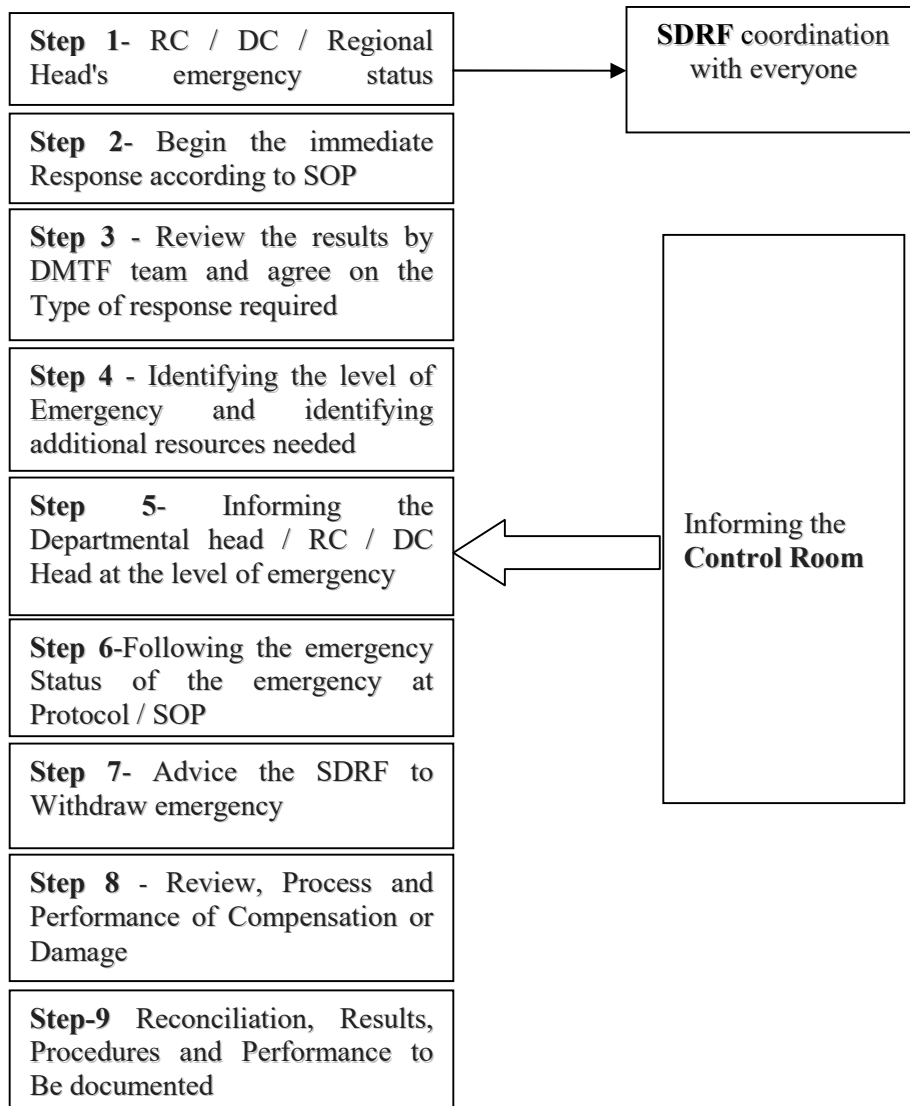 Step 1- RC / DC / Regional
Head's emergency status
SDRF coordination
with everyone
Step 2- Begin the immediate
Response according to SOP
Step 3 - Review the results by
DMTF team and agree on the
Type of response required
Step 4 - Identifying the level of
Emergency and identifying
additional resources needed
Step 5- Informing the
Departmental head / RC / DC
Head at the level of emergency
Informing the
Control Room
Step 6-Following the emergency
Status of the emergency at
Protocol / SOP
Step 7- Advice the SDRF to
Withdraw emergency
Step 8 - Review, Process and
Performance of Compensation or
Damage
Step-9 Reconciliation, Results,
Procedures and Performance to
Be documented